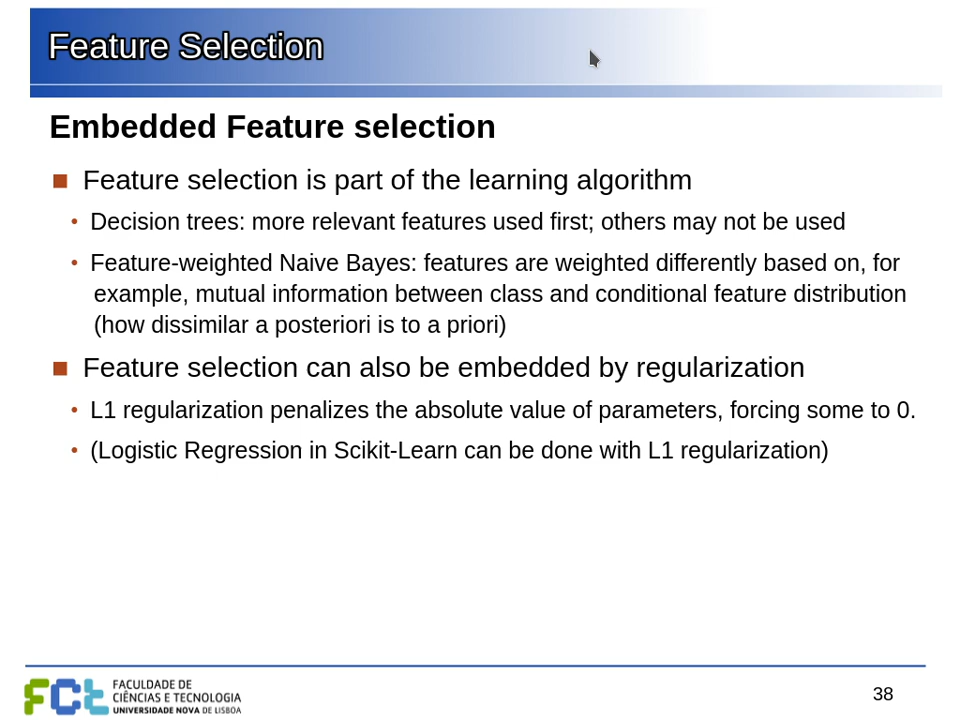 Feature Selection
Embedded Feature selection
Feature selection is part of the learning algorithm
Decision trees: more relevant features used first; others may not be used
Feature-weighted Naive Bayes: features are weighted differently based on, for
example, mutual information between class and conditional feature distribution
(how dissimilar a posteriori is to a priori)
Feature selection can also be embedded by regularization
L1 regularization penalizes the absolute value of parameters, forcing some to 0.
(Logistic Regression in Scikit-Learn can be done with L1 regularization)
FCt
FACULDADE DE
CIÊNCIAS E TECNOLOGIA
UNIVERSIDADE NOVA DE LISBOA
38